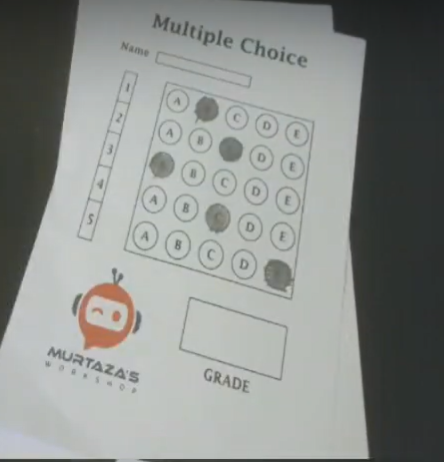 Multiple Choice
Name
1 A C D E
2 A B D E
3 B C D E
4 A B D E
5 A B C D
GRADE
MURTAZA'S
WORKSHOP